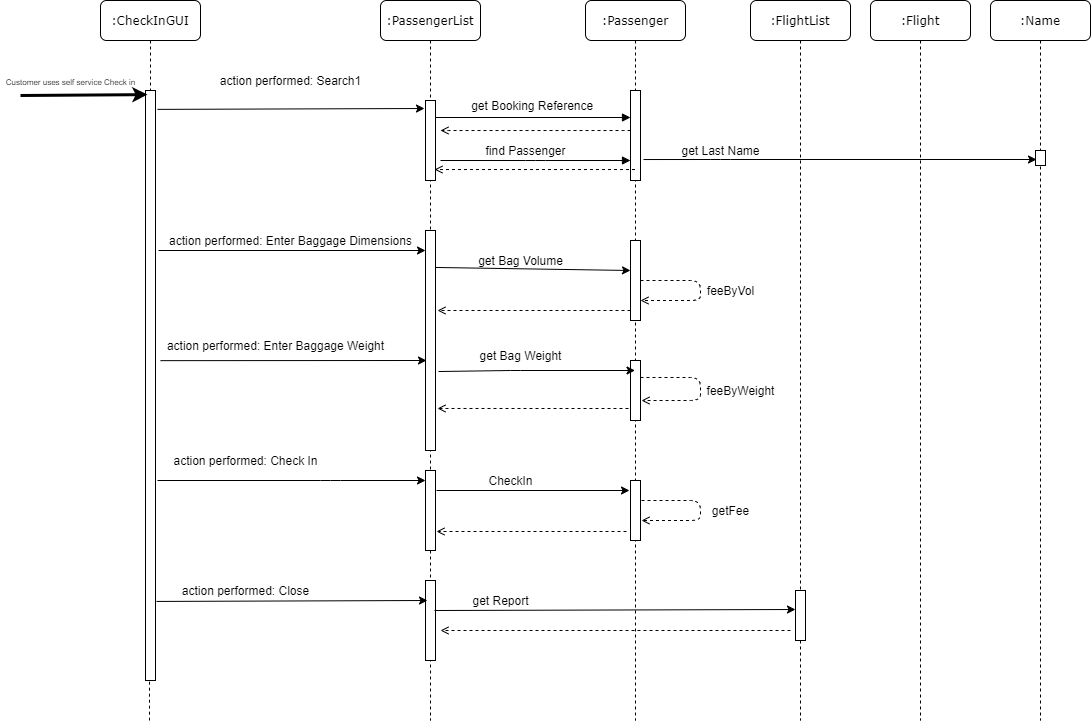 :CheckInGUI
:PassengerList
:Passenger
:FlightList
:Flight
:Name
Customer uses self service Check in
action performed: Search1
get Booking Reference
find Passenger
get Last Name
action performed: Enter Baggage Dimensions
get Bag Volume
feeByVol
action performed: Enter Baggage Weight
get Bag Weight
feeByWeight
action performed: Check In
CheckIn
getFee
action performed: Close
get Report